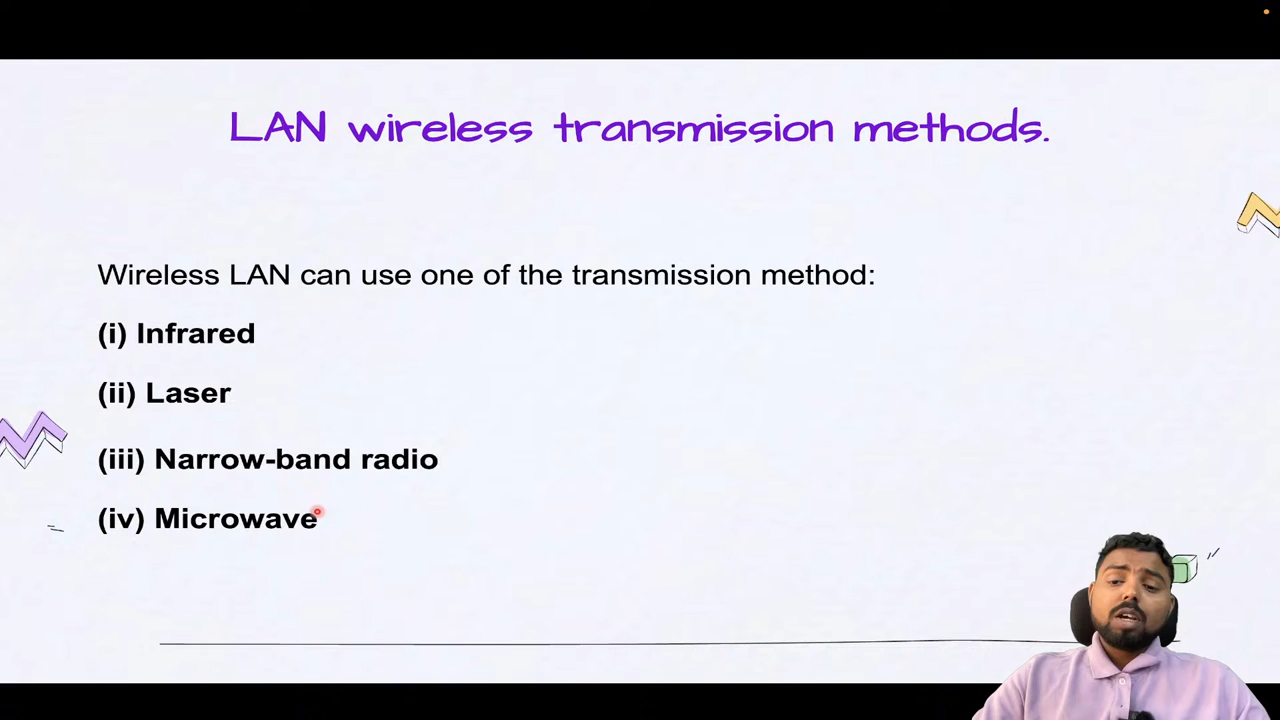 LAN wireless transmission methods.
Wireless LAN can use one of the transmission method:
(i) Infrared
(ii) Laser
(iii) Narrow-band radio
(iv) Microwave